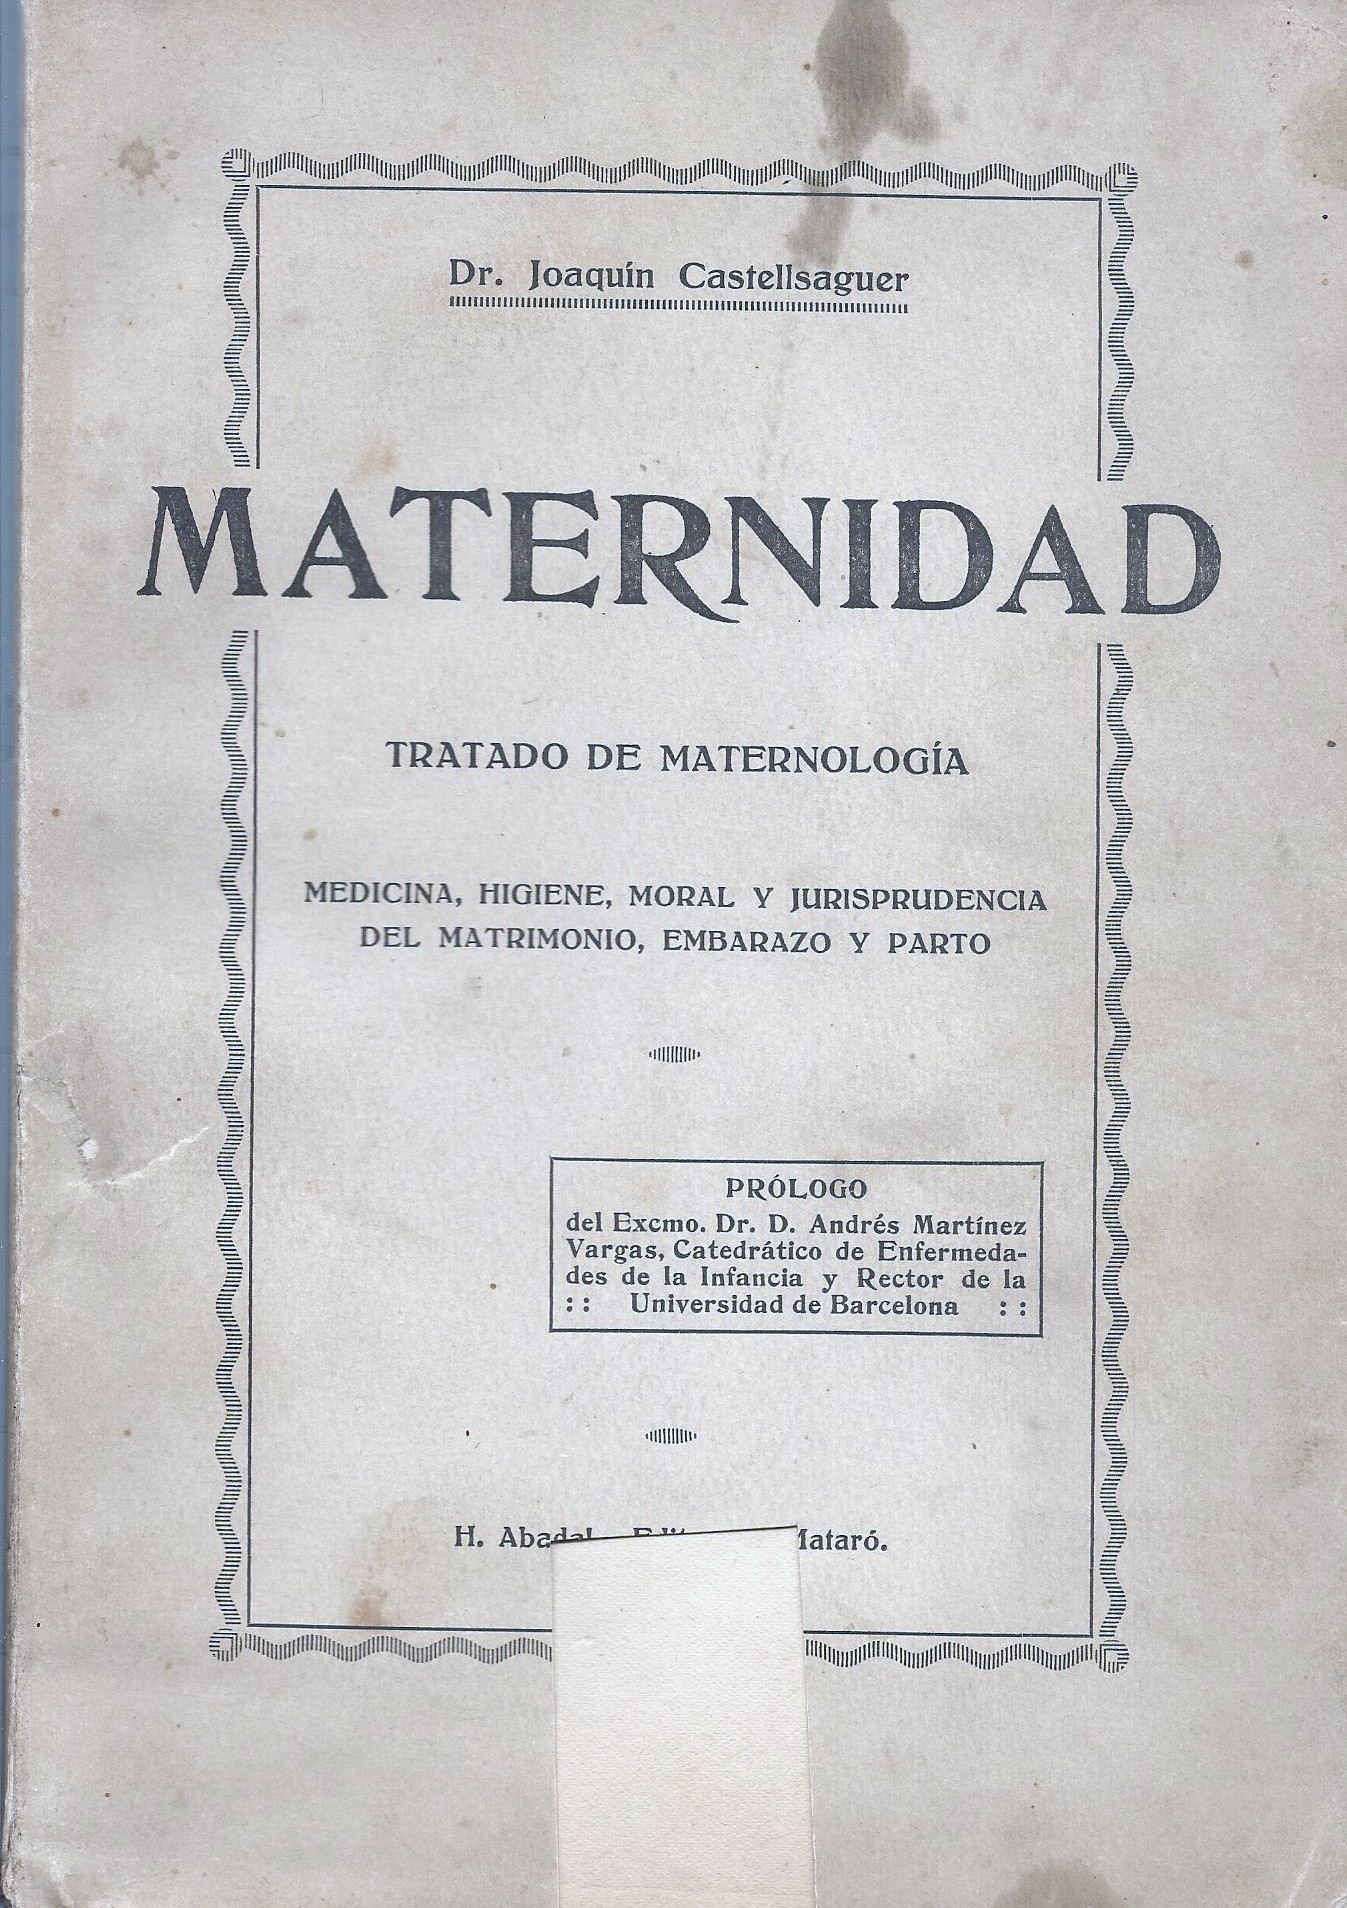 Dr. Joaquín Castellsaguer
MATERNIDAD
TRATADO DE MATERNOLOGÍA
MEDICINA, HIGIENE, MORAL Y JURISPRUDENCIA
DEL MATRIMONIO, EMBARAZO Y PARTO
PRÓLOGO
del Excmo. Dr. D. Andrés Martínez
Vargas, Catedrático de Enfermeda-
des de la Infancia y Rector de la
:: Universidad de Barcelona ::
H. Abadal Mataró.